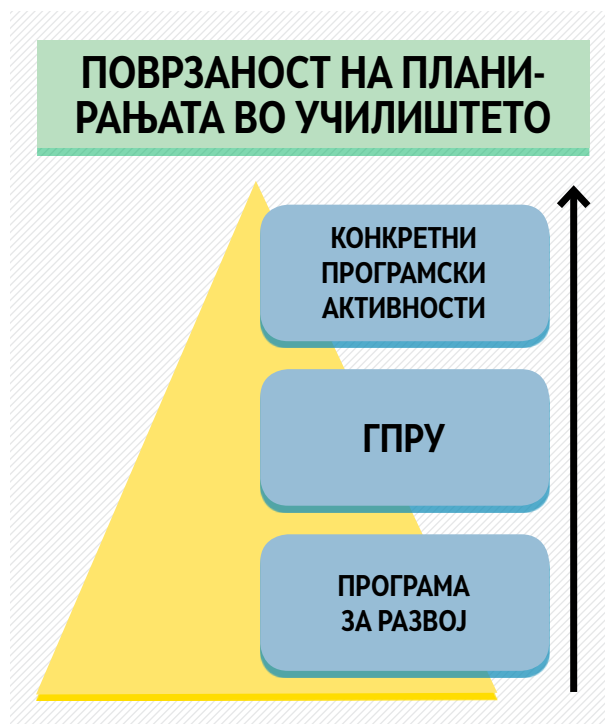 ПОВРЗАНОСТ НА ПЛАНИ-
РАЊАТА ВО УЧИЛИШТЕТО
КОНКРЕТНИ
ПРОГРАМСКИ
АКТИВНОСТИ
ГПРУ
ПРОГРАМА
ЗА РАЗВОЈ